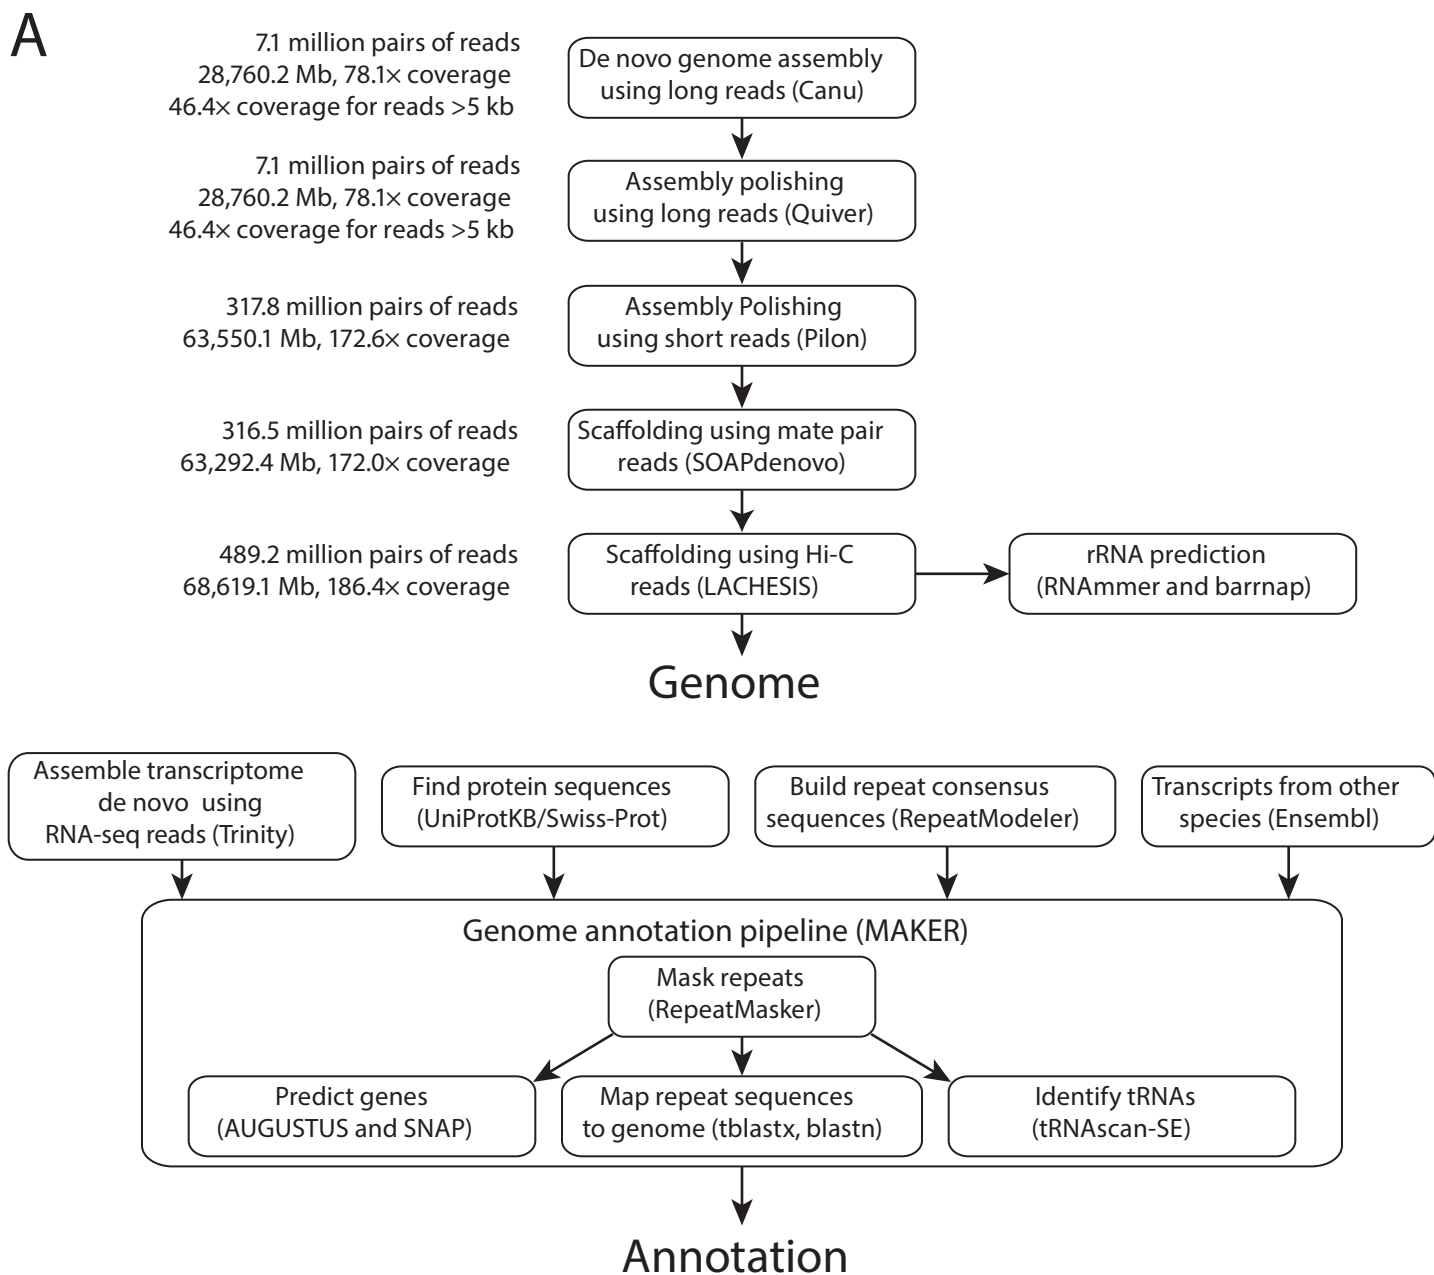 A
7.1 million pairs of reads
28,760.2 Mb, 78.1× coverage
46.4× coverage for reads >5 kb
De novo genome assembly
using long reads (Canu)
7.1 million pairs of reads
28,760.2 Mb, 78.1× coverage
46.4× coverage for reads >5 kb
Assembly polishing
using long reads (Quiver)
317.8 million pairs of reads
63,550.1 Mb, 172.6× coverage
Assembly Polishing
using short reads (Pilon)
316.5 million pairs of reads
63,292.4 Mb, 172.0× coverage
Scaffolding using mate pair
reads (SOAPdenovo)
489.2 million pairs of reads
68,619.1 Mb, 186.4× coverage
Scaffolding using Hi-C
reads (LACHESIS)
rRNA prediction
(RNAmmer and barrnap)
Genome
Assemble transcriptome
de novo using
RNA-seq reads (Trinity)
Find protein sequences
(UniProtKB/Swiss-Prot)
Build repeat consensus
sequences (RepeatModeler)
Transcripts from other
species (Ensembl)
Genome annotation pipeline (MAKER)
Mask repeats
(RepeatMasker)
Predict genes
(AUGUSTUS and SNAP)
Map repeat sequences
to genome (tblastx, blastn)
Identify tRNAs
(tRNAscan-SE)
Annotation